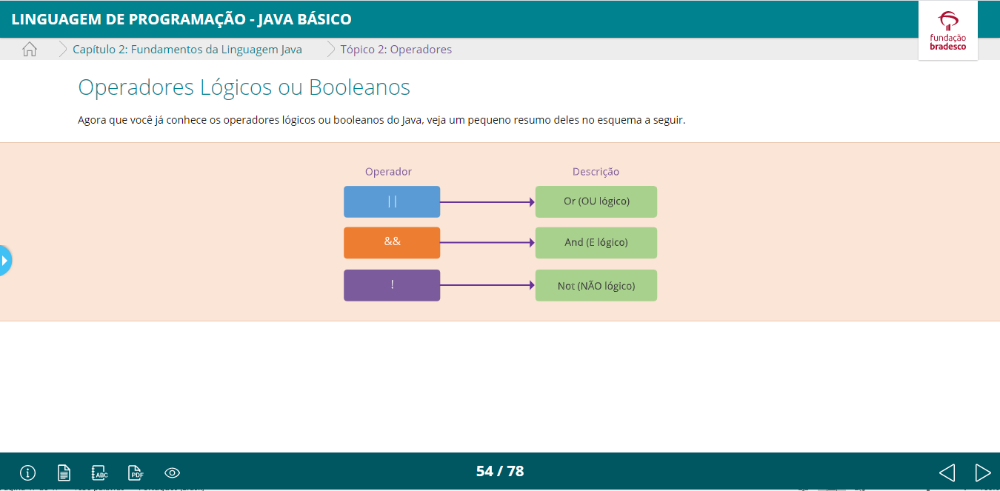 LINGUAGEM DE PROGRAMAÇÃO - JAVA BÁSICO
fundação
bradesco
Capítulo 2: Fundamentos da Linguagem Java
Tópico 2: Operadores
Operadores Lógicos ou Booleanos
Agora que você já conhece os operadores lógicos ou booleanos do Java, veja um pequeno resumo deles no esquema a seguir.
Operador
Descrição
||
Or (OU lógico)
&&
And (E lógico)
!
Not (NÃO lógico)
ABC
PDF
54 / 78